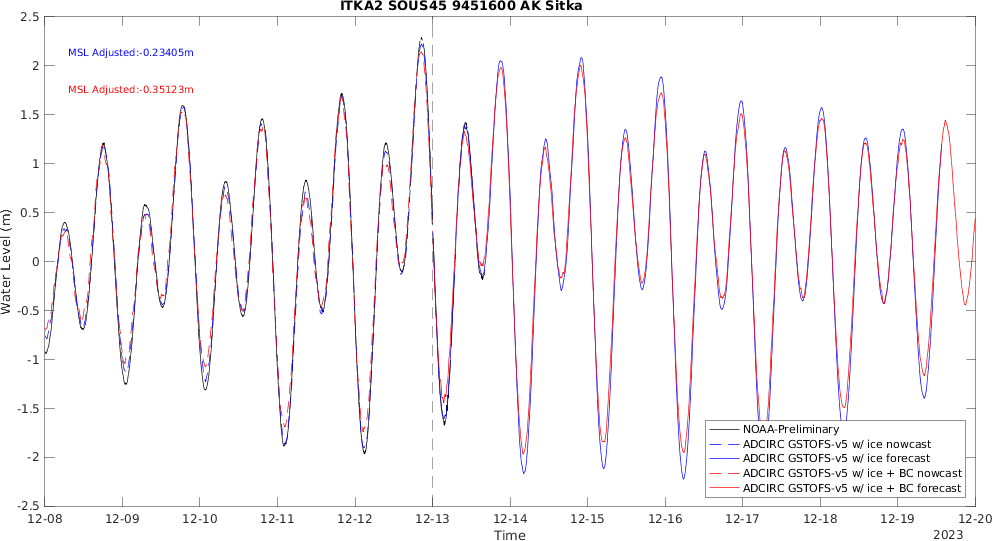 ITKA2 SOUS45 9451600 AK Sitka
2.5
MSL Adjusted:-0.23405m
2
MSL Adjusted:-0.35123m
1.5
1
0.5
0
-0.5
-1
-1.5
-2
-2.5
Water Level (m)
NOAA-Preliminary
ADCIRC GSTOFS-v5 w/ ice nowcast
ADCIRC GSTOFS-v5 w/ ice forecast
ADCIRC GSTOFS-v5 w/ ice + BC nowcast
ADCIRC GSTOFS-v5 w/ ice + BC forecast
12-08 12-09 12-10 12-11 12-12 12-13 12-14 12-15 12-16 12-17 12-18 12-19 12-20
Time
2023